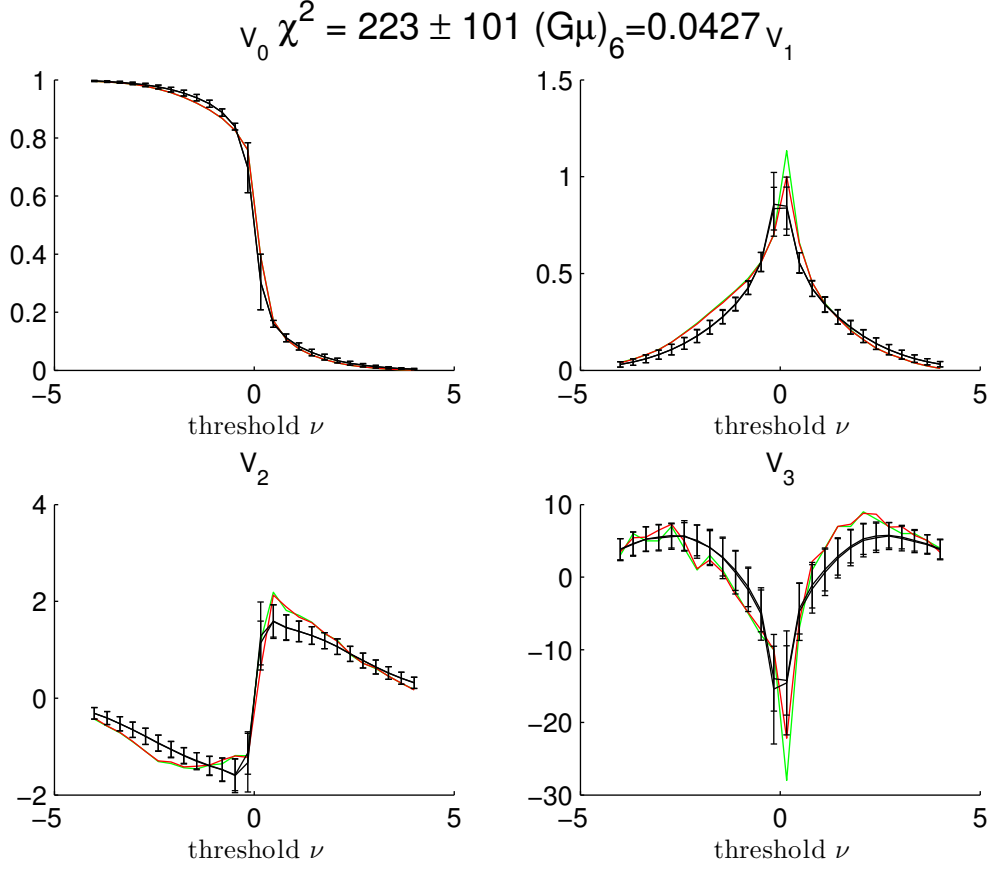 V₀ χ² = 223 ± 101 (Gμ)₆=0.0427 V₁
1
0.8
0.6
0.4
0.2
0
−5 0 5
threshold ν
1.5
1
0.5
0
−5 0 5
threshold ν
V₂
4
2
0
−2
−5 0 5
threshold ν
V₃
10
0
−10
−20
−30
−5 0 5
threshold ν